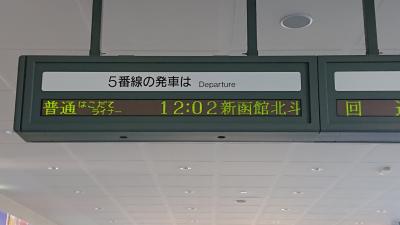 5番線の発車は Departure
普通 はこだてライナー 12:02 新函館北斗
回